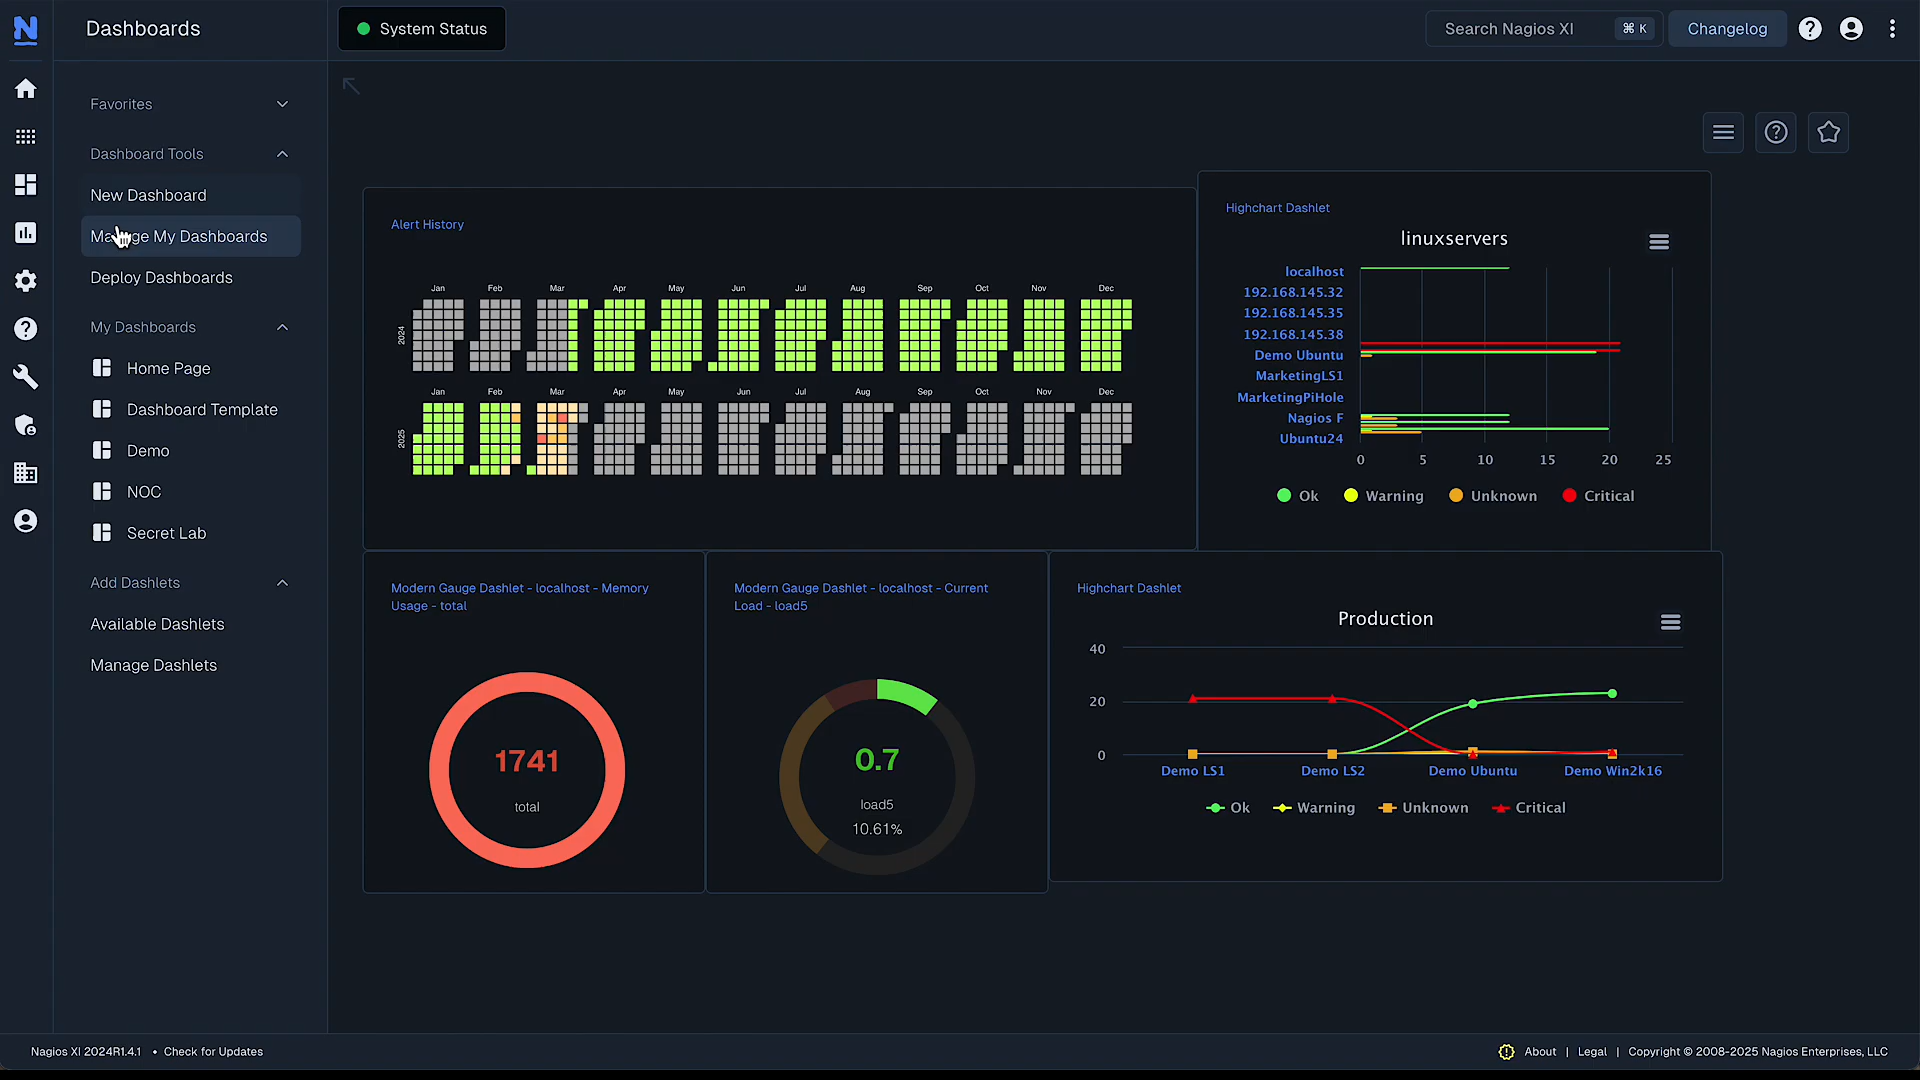 Dashboards
System Status
Search Nagios XI
⌘ K
Changelog
Favorites
Dashboard Tools
New Dashboard
Manage My Dashboards
Deploy Dashboards
My Dashboards
Home Page
Dashboard Template
Demo
NOC
Secret Lab
Add Dashlets
Available Dashlets
Manage Dashlets
Alert History
Jan Feb Mar Apr May Jun Jul Aug Sep Oct Nov Dec
2024
Jan Feb Mar Apr May Jun Jul Aug Sep Oct Nov Dec
2025
Highchart Dashlet
linuxservers
localhost
192.168.145.32
192.168.145.35
192.168.145.38
Demo Ubuntu
MarketingLS1
MarketingPiHole
Nagios F
Ubuntu24
0 5 10 15 20 25
Ok Warning Unknown Critical
Modern Gauge Dashlet - localhost - Memory
Usage - total
1741
total
Modern Gauge Dashlet - localhost - Current
Load - load5
0.7
load5
10.61%
Highchart Dashlet
Production
40
20
0
Demo LS1 Demo LS2 Demo Ubuntu Demo Win2k16
Ok Warning Unknown Critical
Nagios XI 2024R1.4.1 • Check for Updates
About | Legal | Copyright © 2008-2025 Nagios Enterprises, LLC